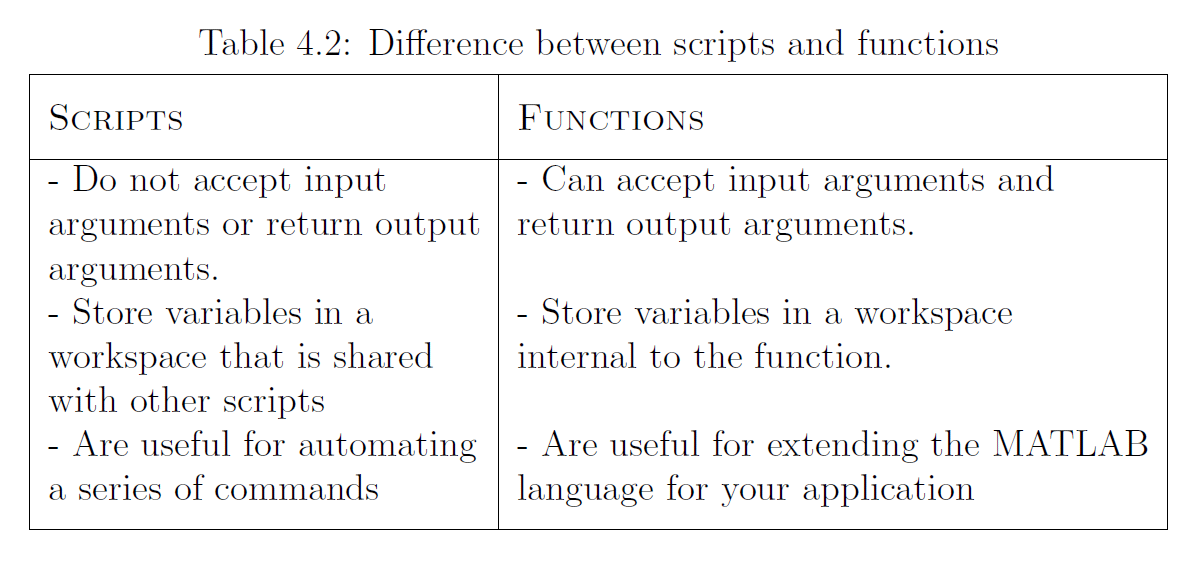 Table 4.2: Difference between scripts and functions
SCRIPTS
FUNCTIONS
- Do not accept input
arguments or return output
arguments.
- Can accept input arguments and
return output arguments.
- Store variables in a
workspace that is shared
with other scripts
- Store variables in a workspace
internal to the function.
- Are useful for automating
a series of commands
- Are useful for extending the MATLAB
language for your application